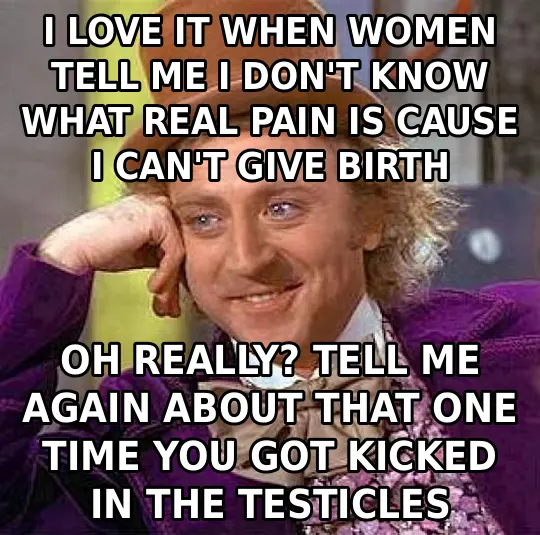 I LOVE IT WHEN WOMEN
TELL ME I DON'T KNOW
WHAT REAL PAIN IS CAUSE
I CAN'T GIVE BIRTH
OH REALLY? TELL ME
AGAIN ABOUT THAT ONE
TIME YOU GOT KICKED
IN THE TESTICLES